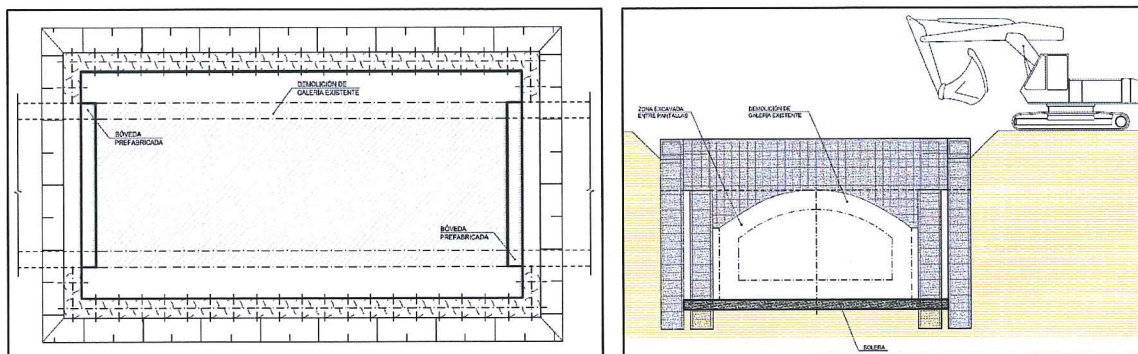 DEMOLICIÓN DE
GALERÍA EXISTENTE
BÓVEDA
PREFABRICADA
BÓVEDA
PREFABRICADA
ZONA EXCAVADA
ENTRE PANTALLAS
DEMOLICIÓN DE
GALERÍA EXISTENTE
SOLERA